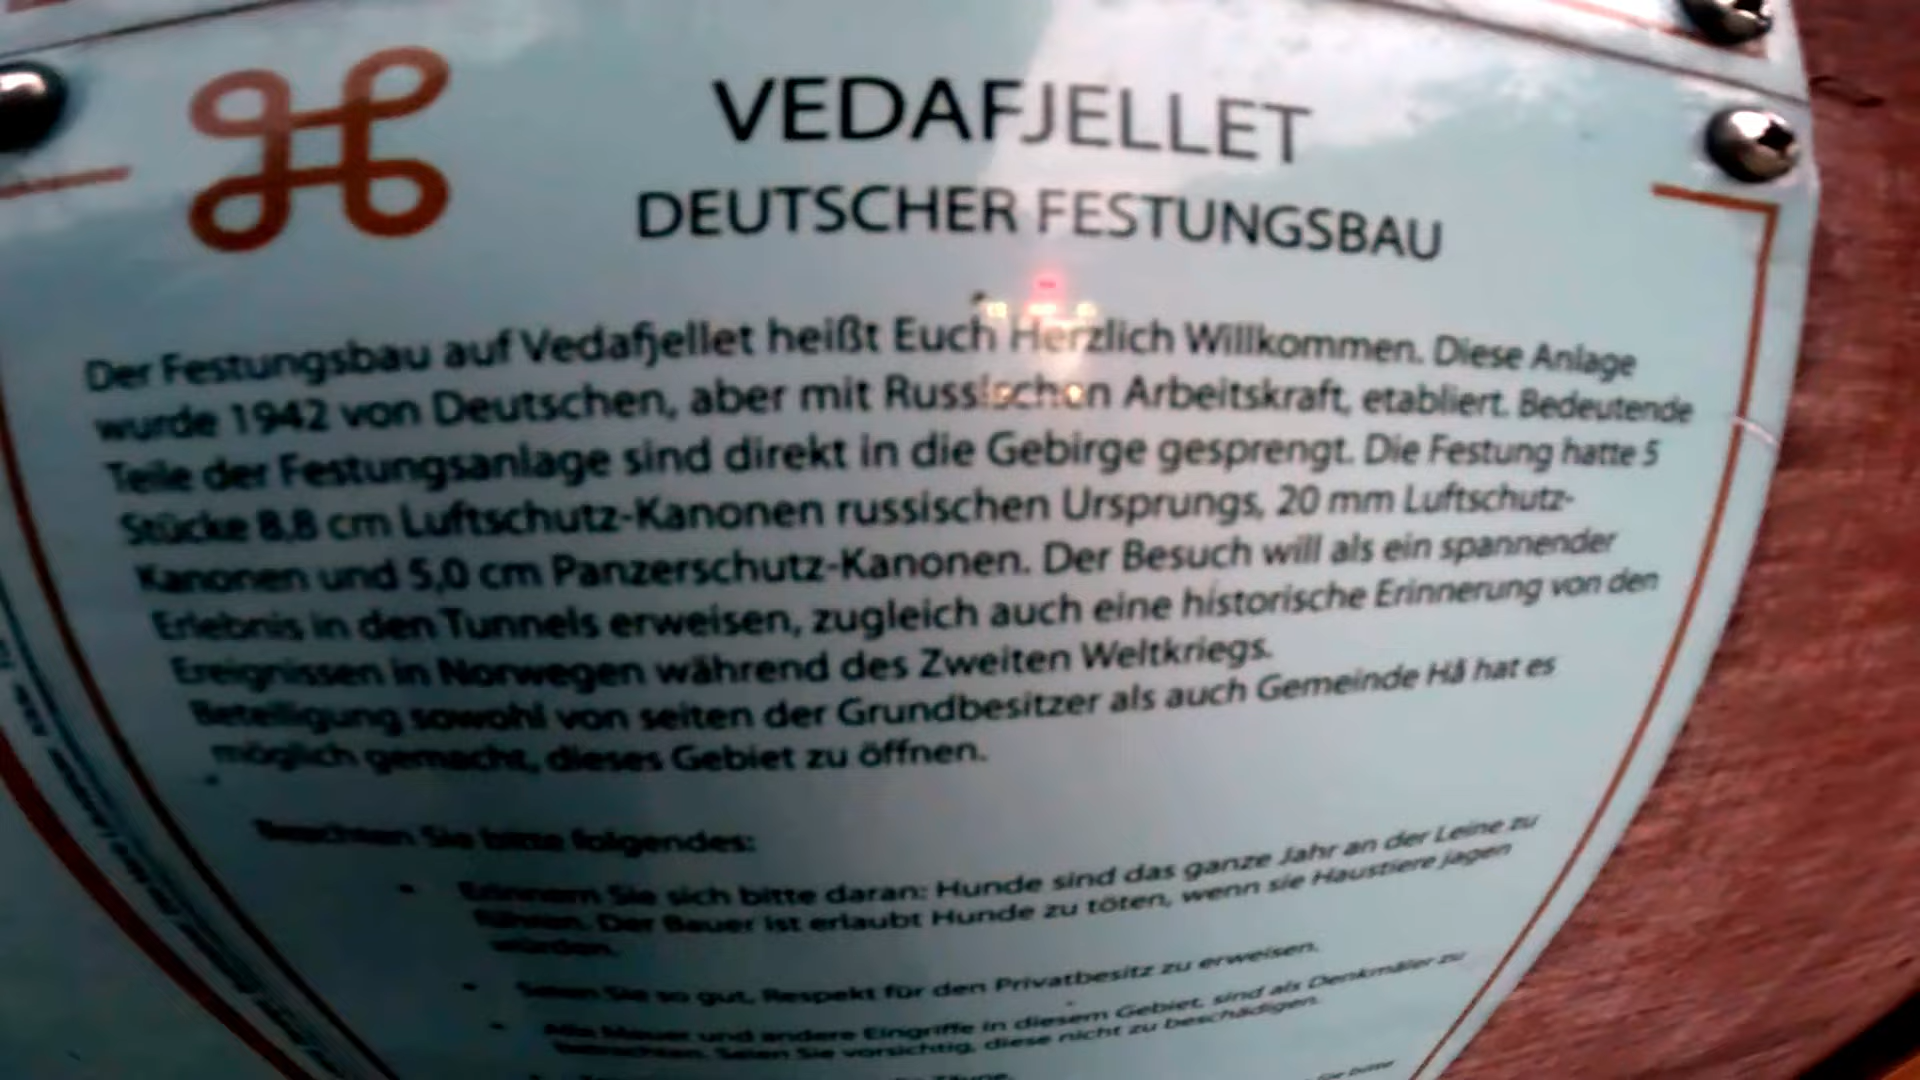 VEDAFJELLET
DEUTSCHER FESTUNGSBAU
Der Festungsbau auf Vedafjellet heißt Euch Herzlich Willkommen. Diese Anlage
wurde 1942 von Deutschen, aber mit Russischen Arbeitskraft, etabliert. Bedeutende
Teile der Festungsanlage sind direkt in die Gebirge gesprengt. Die Festung hatte 5
Stücke 8,8 cm Luftschutz-Kanonen russischen Ursprungs, 20 mm Luftschutz-
Kanonen und 5,0 cm Panzerschutz-Kanonen. Der Besuch will als ein spannender
Erlebnis in den Tunnels erweisen, zugleich auch eine historische Erinnerung von den
Ereignissen in Norwegen während des Zweiten Weltkriegs.
Beteiligung sowohl von seiten der Grundbesitzer als auch Gemeinde Hå hat es
möglich gemacht, dieses Gebiet zu öffnen.
Beachten Sie bitte folgendes:
• Erinnern Sie sich bitte daran: Hunde sind das ganze Jahr an der Leine zu
führen. Der Bauer ist erlaubt Hunde zu töten, wenn sie Haustiere jagen
würden.
• Seien Sie so gut, Respekt für den Privatbesitz zu erweisen.
• Alle Mauer und andere Eingriffe in diesem Gebiet, sind als Denkmäler zu
betrachten. Seien Sie vorsichtig, diese nicht zu beschädigen.